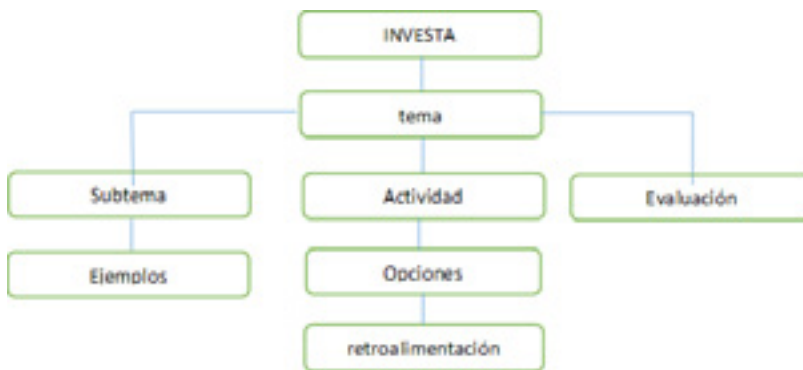 INVESTA
tema
Subtema
Actividad
Evaluación
Ejemplos
Opciones
retroalimentación